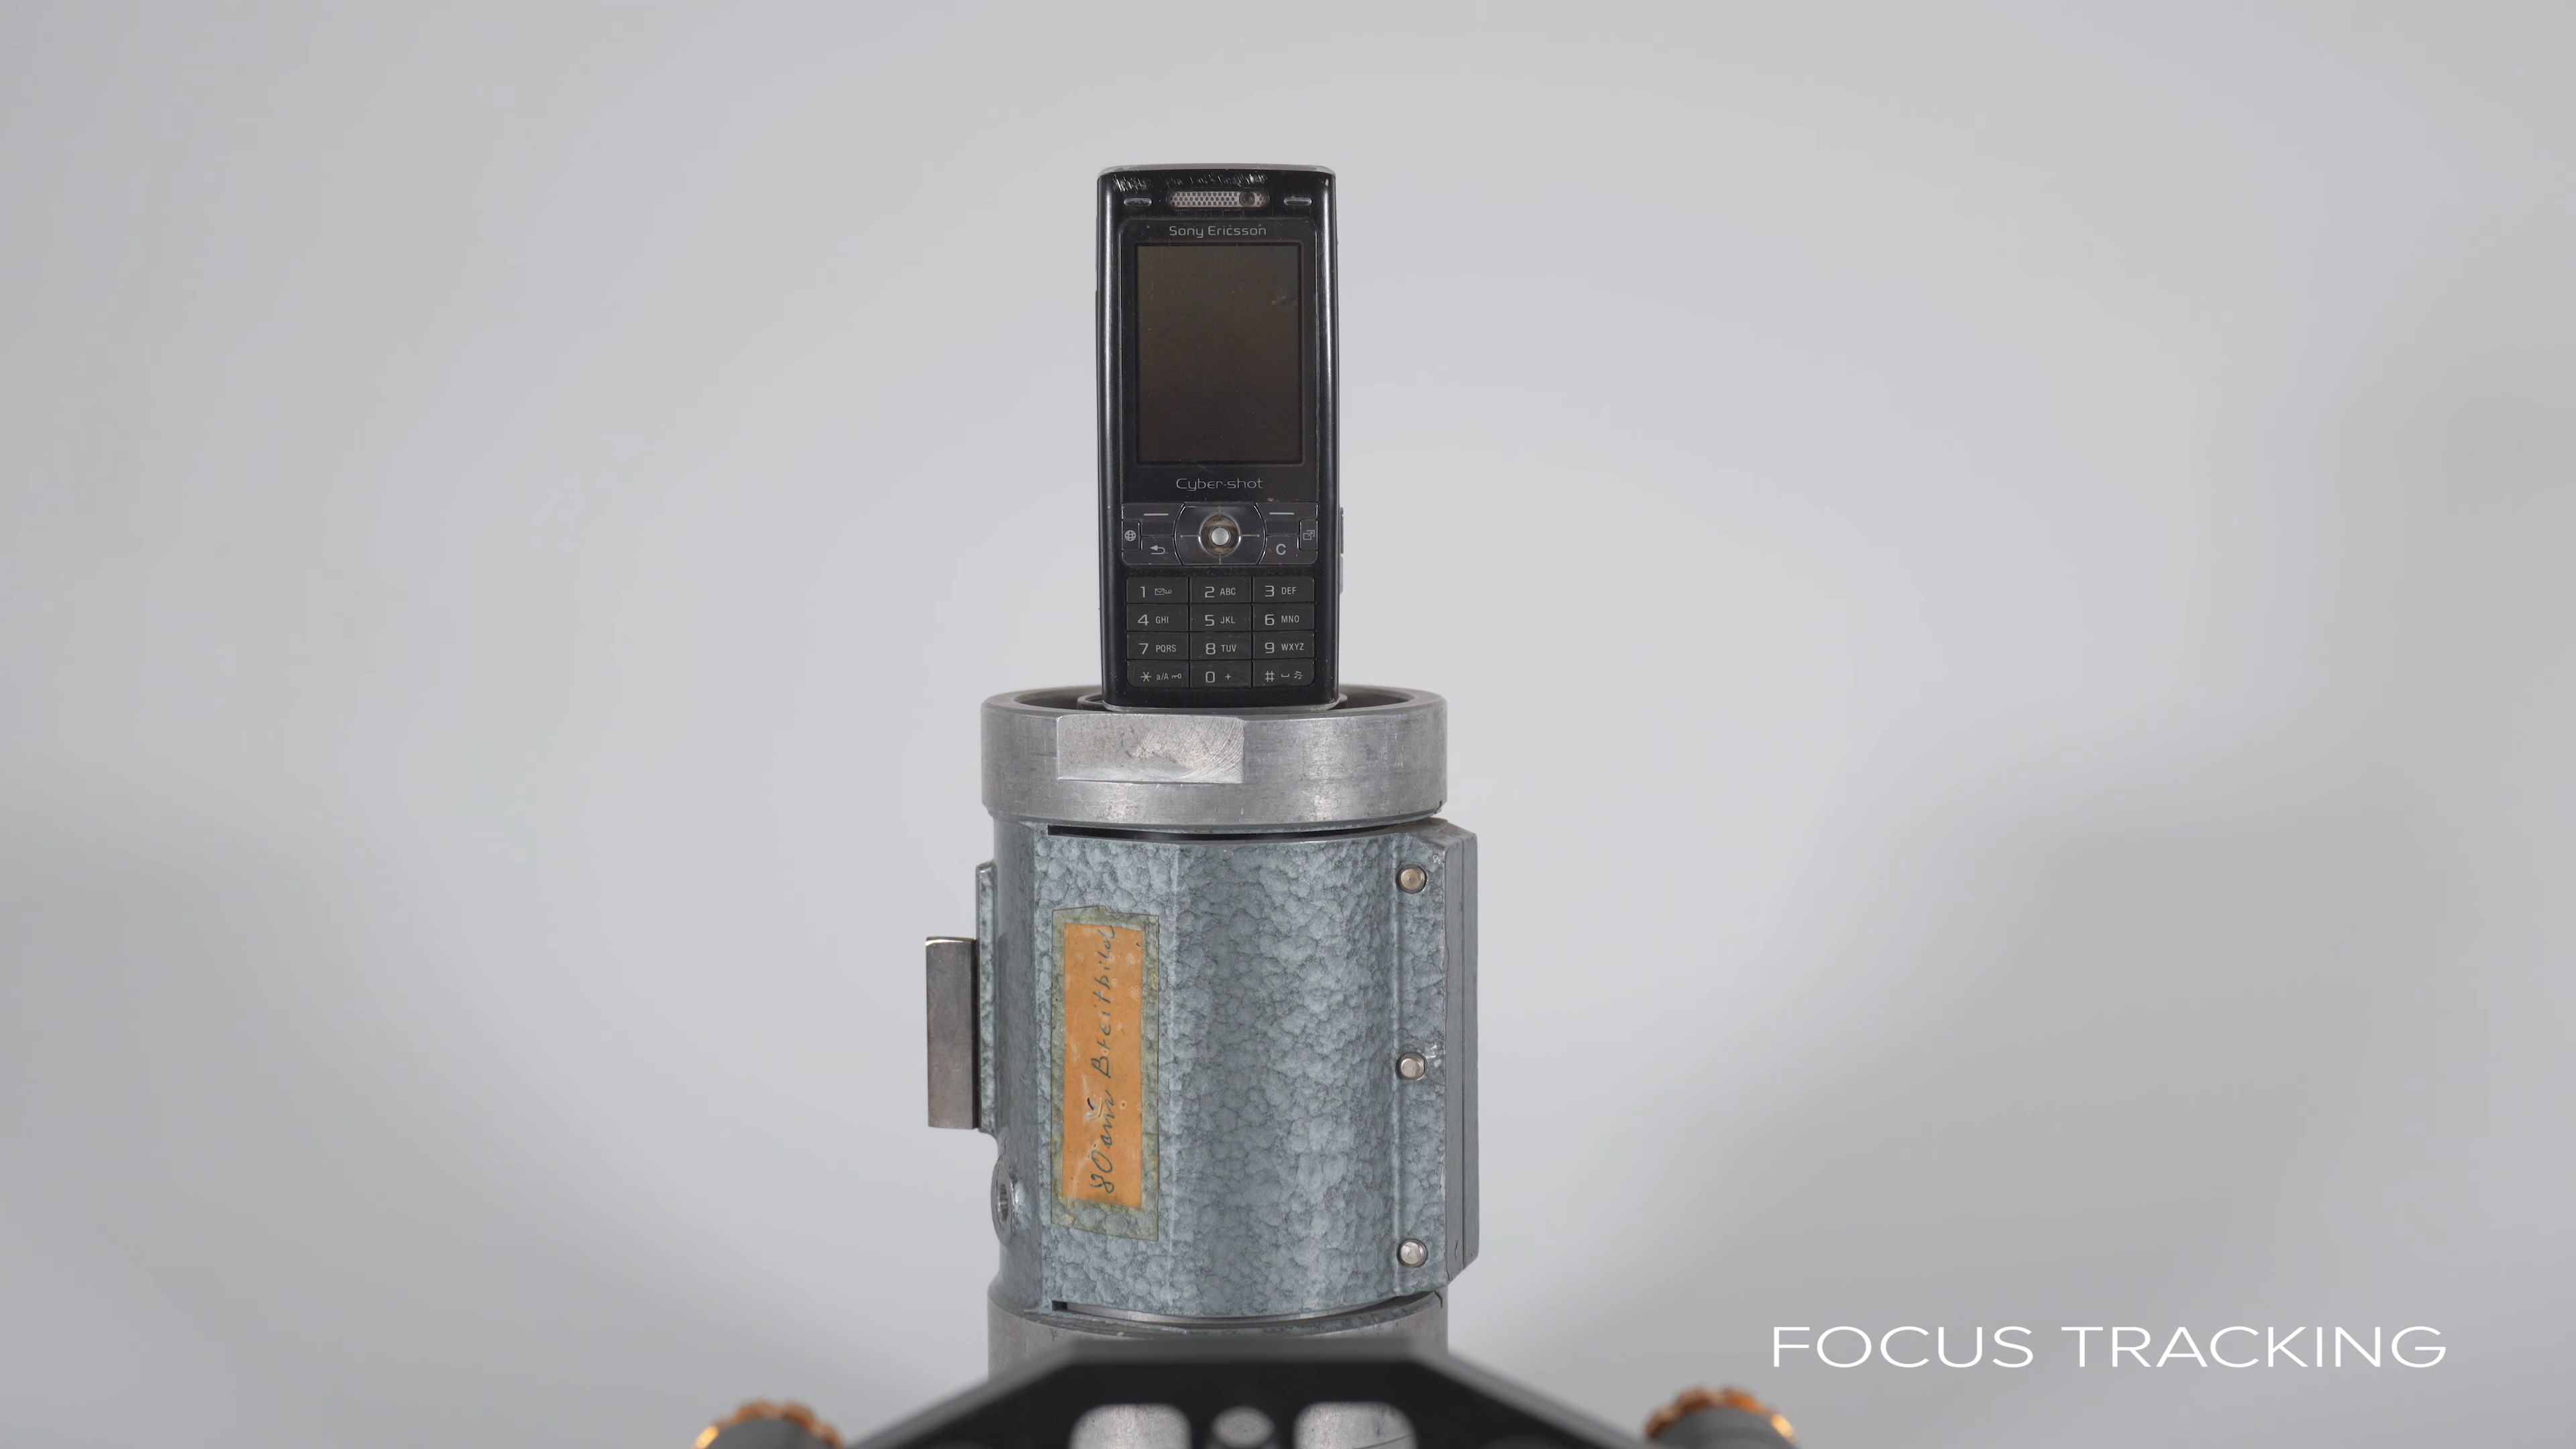 Sony Ericsson
Cyber-shot
C
1 2 ABC 3 DEF
4 GHI 5 JKL 6 MNO
7 PQRS 8 TUV 9 WXYZ
* a/A 0 + #
Breitbild
FOCUS TRACKING